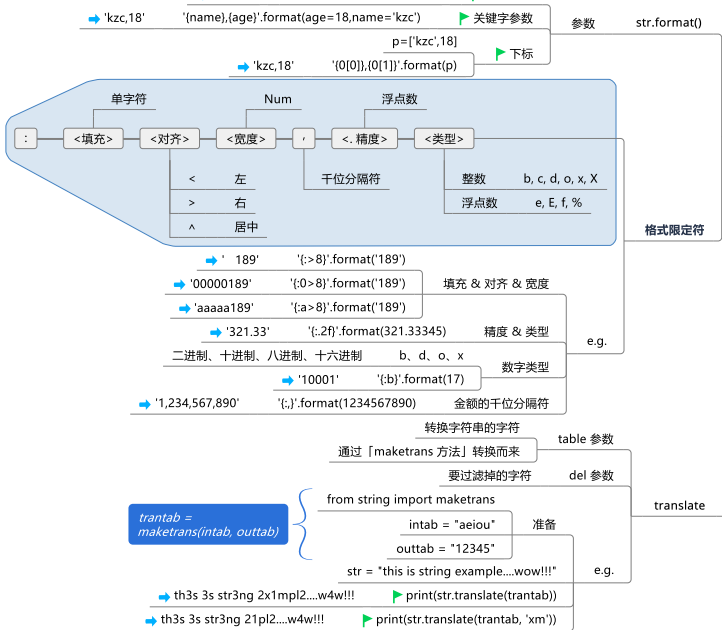 'kzc,18' '{name},{age}'.format(age=18,name='kzc') 关键字参数
参数 str.format()
p=['kzc',18]
下标
'kzc,18' '{0[0]},{0[1]}'.format(p)
单字符 Num 浮点数
: <填充> <对齐> <宽度> , <. 精度> <类型>
< 左 千位分隔符 整数 b, c, d, o, x, X
> 右 浮点数 e, E, f, %
^ 居中
格式限定符
' 189' '{:>8}'.format('189')
'00000189' '{:0>8}'.format('189') 填充 & 对齐 & 宽度
'aaaaa189' '{:a>8}'.format('189')
'321.33' '{:.2f}'.format(321.33345) 精度 & 类型
e.g.
二进制、十进制、八进制、十六进制 b、d、o、x
数字类型
'10001' '{:b}'.format(17)
'1,234,567,890' '{:,}'.format(1234567890) 金额的千位分隔符
转换字符串的字符
table 参数
通过「maketrans 方法」转换而来
要过滤掉的字符 del 参数
from string import maketrans
translate
trantab =
maketrans(intab, outtab)
intab = "aeiou" 准备
outtab = "12345"
str = "this is string example....wow!!!" e.g.
th3s 3s str3ng 2x1mpl2....w4w!!! print(str.translate(trantab))
th3s 3s str3ng 21pl2....w4w!!! print(str.translate(trantab, 'xm'))